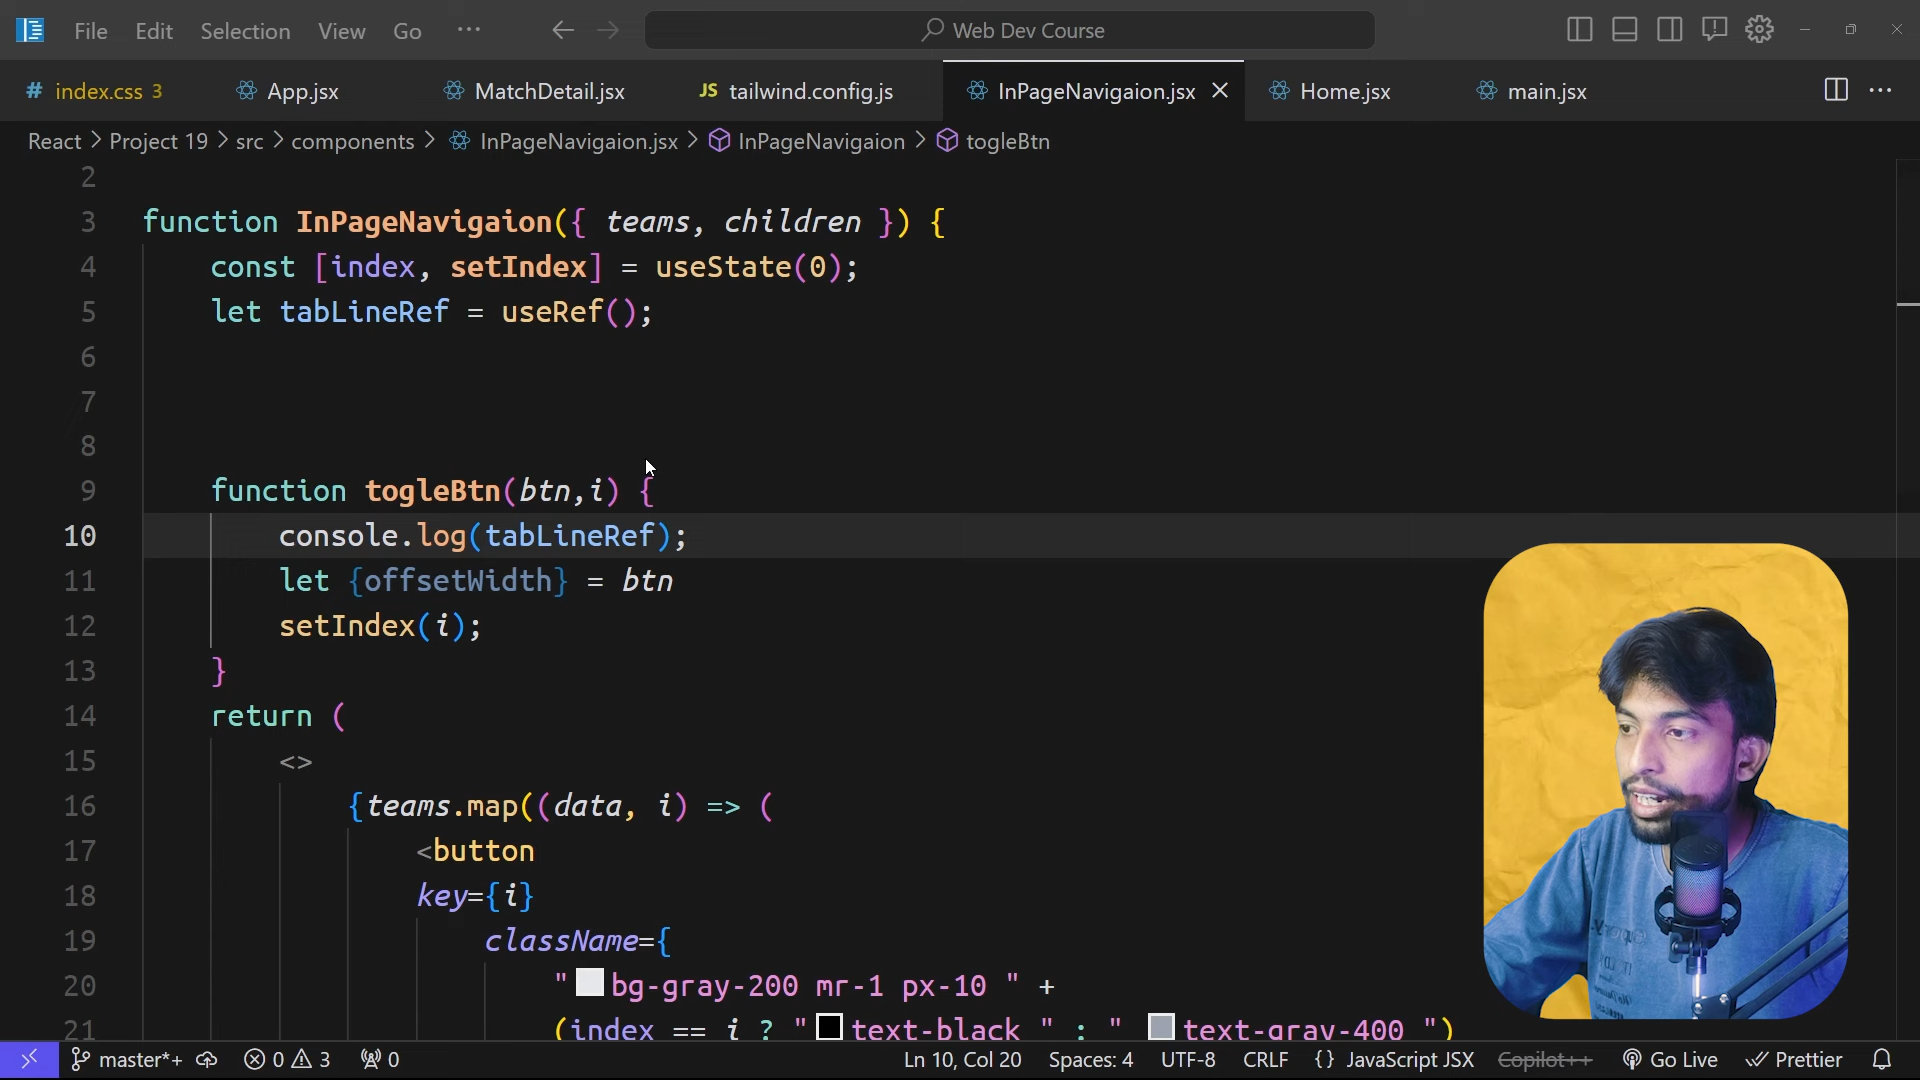 File Edit Selection View Go ··· Web Dev Course
# index.css 3 App.jsx MatchDetail.jsx JS tailwind.config.js InPageNavigaion.jsx Home.jsx main.jsx
React > Project 19 > src > components > InPageNavigaion.jsx > InPageNavigaion > togleBtn
2
3 function InPageNavigaion({ teams, children }) {
4 const [index, setIndex] = useState(0);
5 let tabLineRef = useRef();
6
7
8
9 function togleBtn(btn,i) {
10 console.log(tabLineRef);
11 let {offsetWidth} = btn
12 setIndex(i);
13 }
14 return (
15 <>
16 {teams.map((data, i) => (
17 <button
18 key={i}
19 className={
20 " bg-gray-200 mr-1 px-10 " +
21 (index == i ? " text-black " : " text-gray-400 ")
master*+ 0 3 0 Ln 10, Col 20 Spaces: 4 UTF-8 CRLF {} JavaScript JSX Copilot++ Go Live Prettier